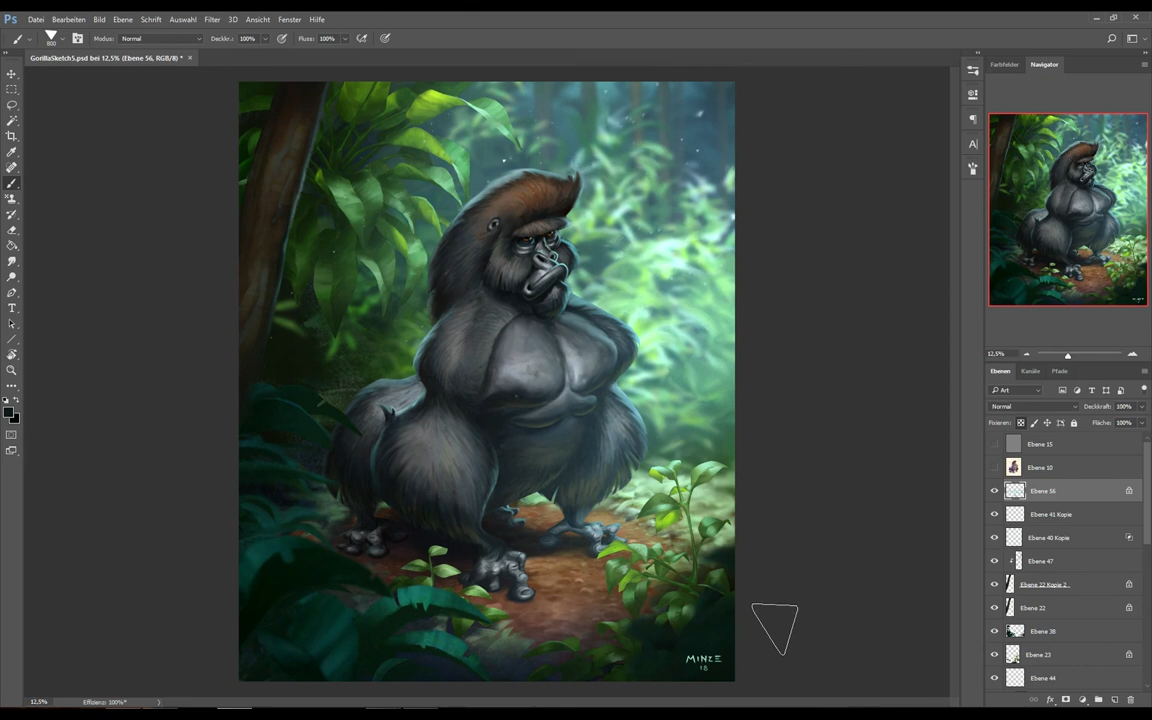 Ps Datei Bearbeiten Bild Ebene Schrift Auswahl Filter 3D Ansicht Fenster Hilfe
800 Modus: Normal Deckkr.: 100% Fluss: 100%
GorillaSketch5.psd bei 12,5% (Ebene 56, RGB/8) * ×
Farbfelder Navigator
12,5%
Ebenen Kanäle Pfade
Art
Normal Deckkraft: 100%
Fixieren: Fläche: 100%
Ebene 15
Ebene 10
Ebene 56
Ebene 41 Kopie
Ebene 40 Kopie
Ebene 47
Ebene 22 Kopie 2
Ebene 22
Ebene 38
Ebene 23
Ebene 44
MINZE
18
12,5% Effizienz: 100%*